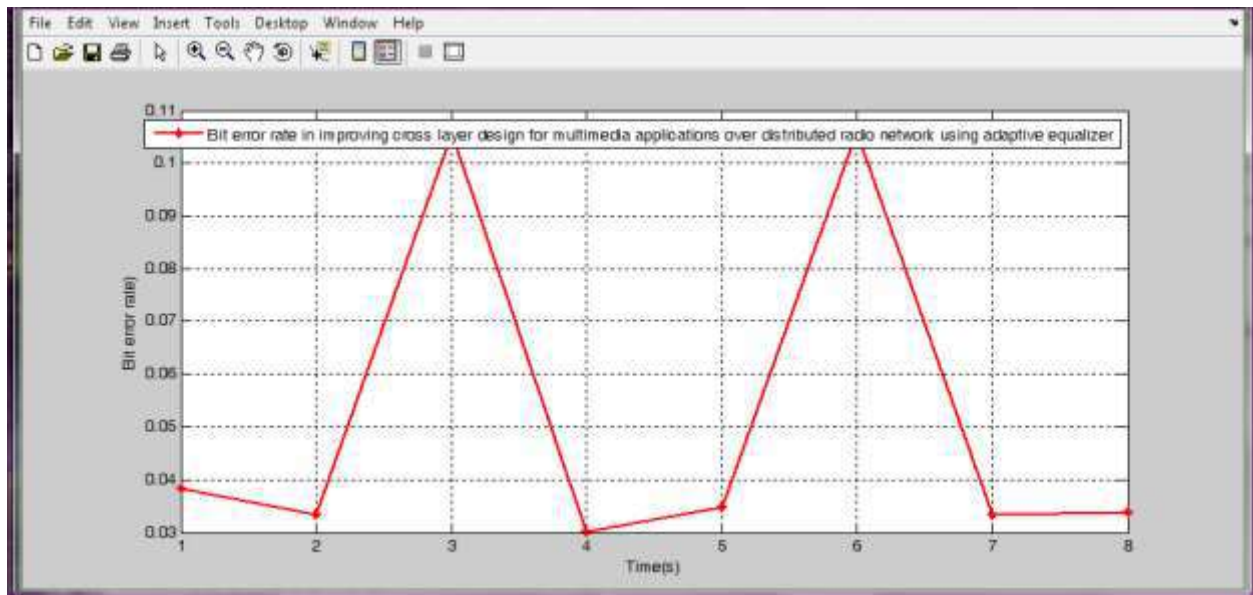 File Edit View Insert Tools Desktop Window Help
0.11
Bit error rate in improving cross layer design for multimedia applications over distributed radio network using adaptive equalizer
0.1
0.09
0.08
0.07
0.06
0.05
0.04
0.03
Bit error rate)
1 2 3 4 5 6 7 8
Time(s)